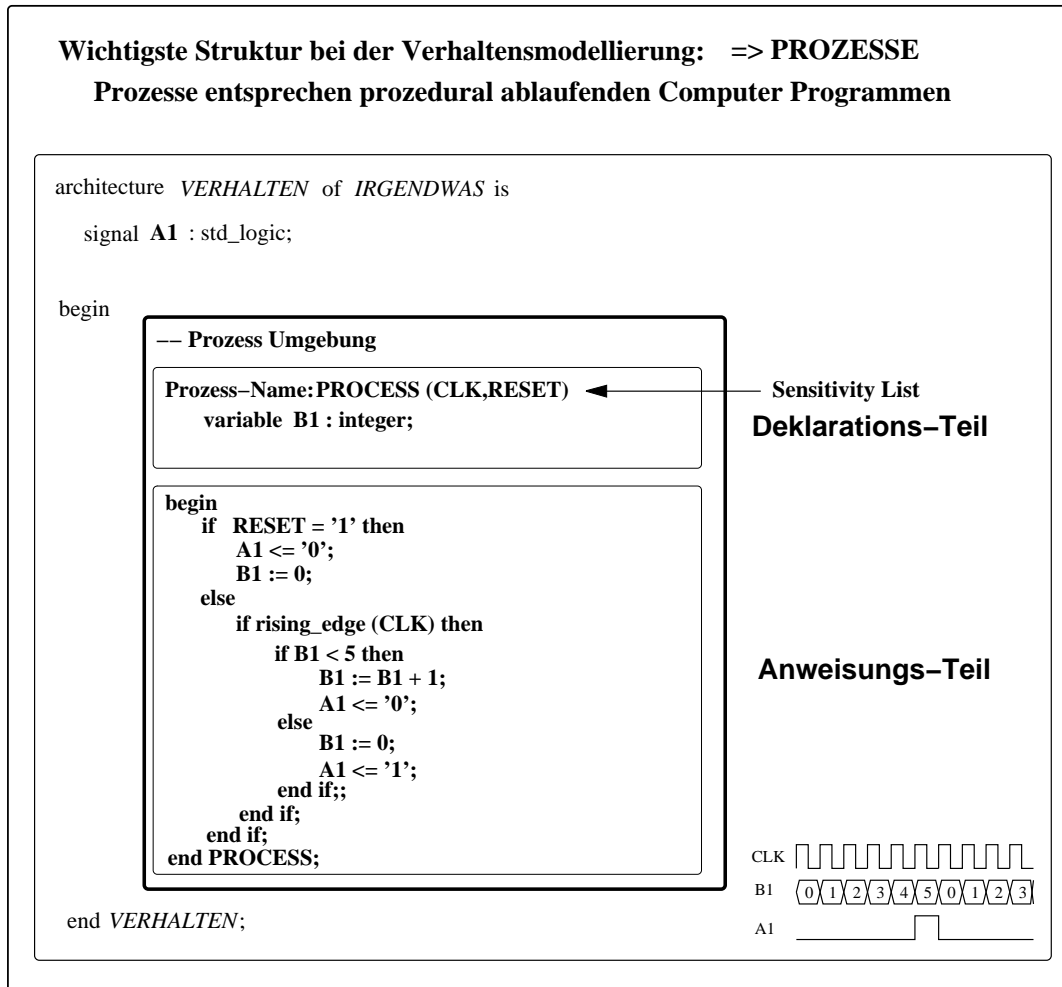 Wichtigste Struktur bei der Verhaltensmodellierung: => PROZESSE
Prozesse entsprechen prozedural ablaufenden Computer Programmen
architecture VERHALTEN of IRGENDWAS is
signal A1 : std_logic;
begin
−− Prozess Umgebung
Prozess−Name:PROCESS (CLK,RESET)
Sensitivity List
variable B1 : integer;
Deklarations−Teil
begin
if RESET = ’1’ then
A1 <= ’0’;
B1 := 0;
else
if rising_edge (CLK) then
if B1 < 5 then
B1 := B1 + 1;
A1 <= ’0’;
else
B1 := 0;
A1 <= ’1’;
end if;;
end if;
end if;
end PROCESS;
Anweisungs−Teil
CLK
B1 0 1 2 3 4 5 0 1 2 3
A1
end VERHALTEN;